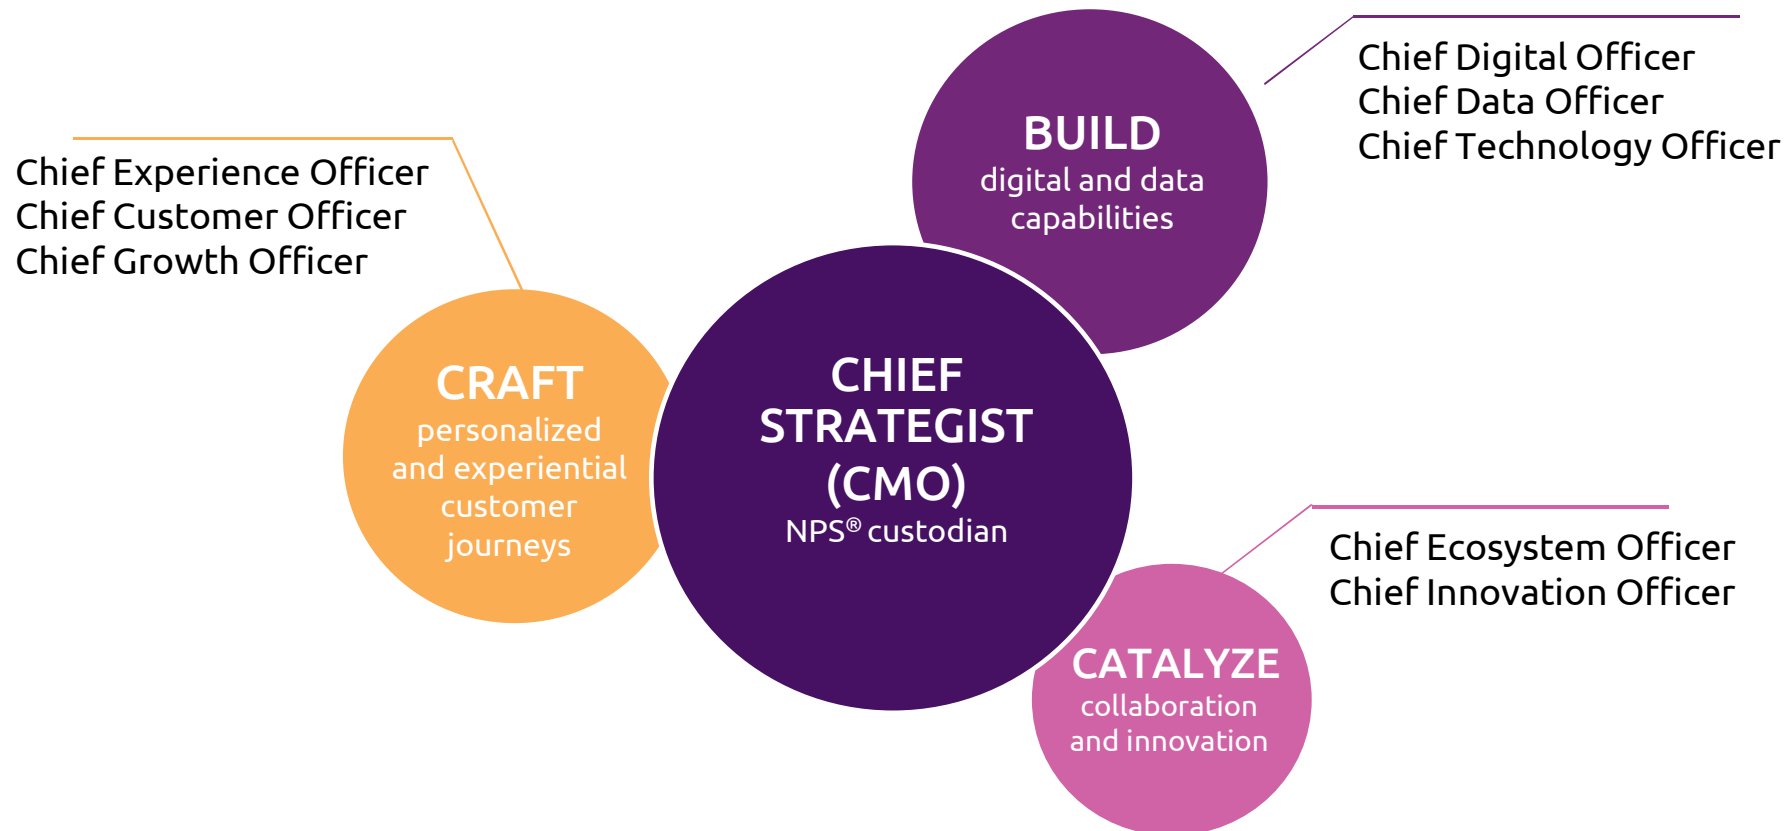 Chief Experience Officer
Chief Customer Officer
Chief Growth Officer
CRAFT
personalized
and experiential
customer
journeys
CHIEF
STRATEGIST
(CMO)
NPS® custodian
BUILD
digital and data
capabilities
Chief Digital Officer
Chief Data Officer
Chief Technology Officer
CATALYZE
collaboration
and innovation
Chief Ecosystem Officer
Chief Innovation Officer